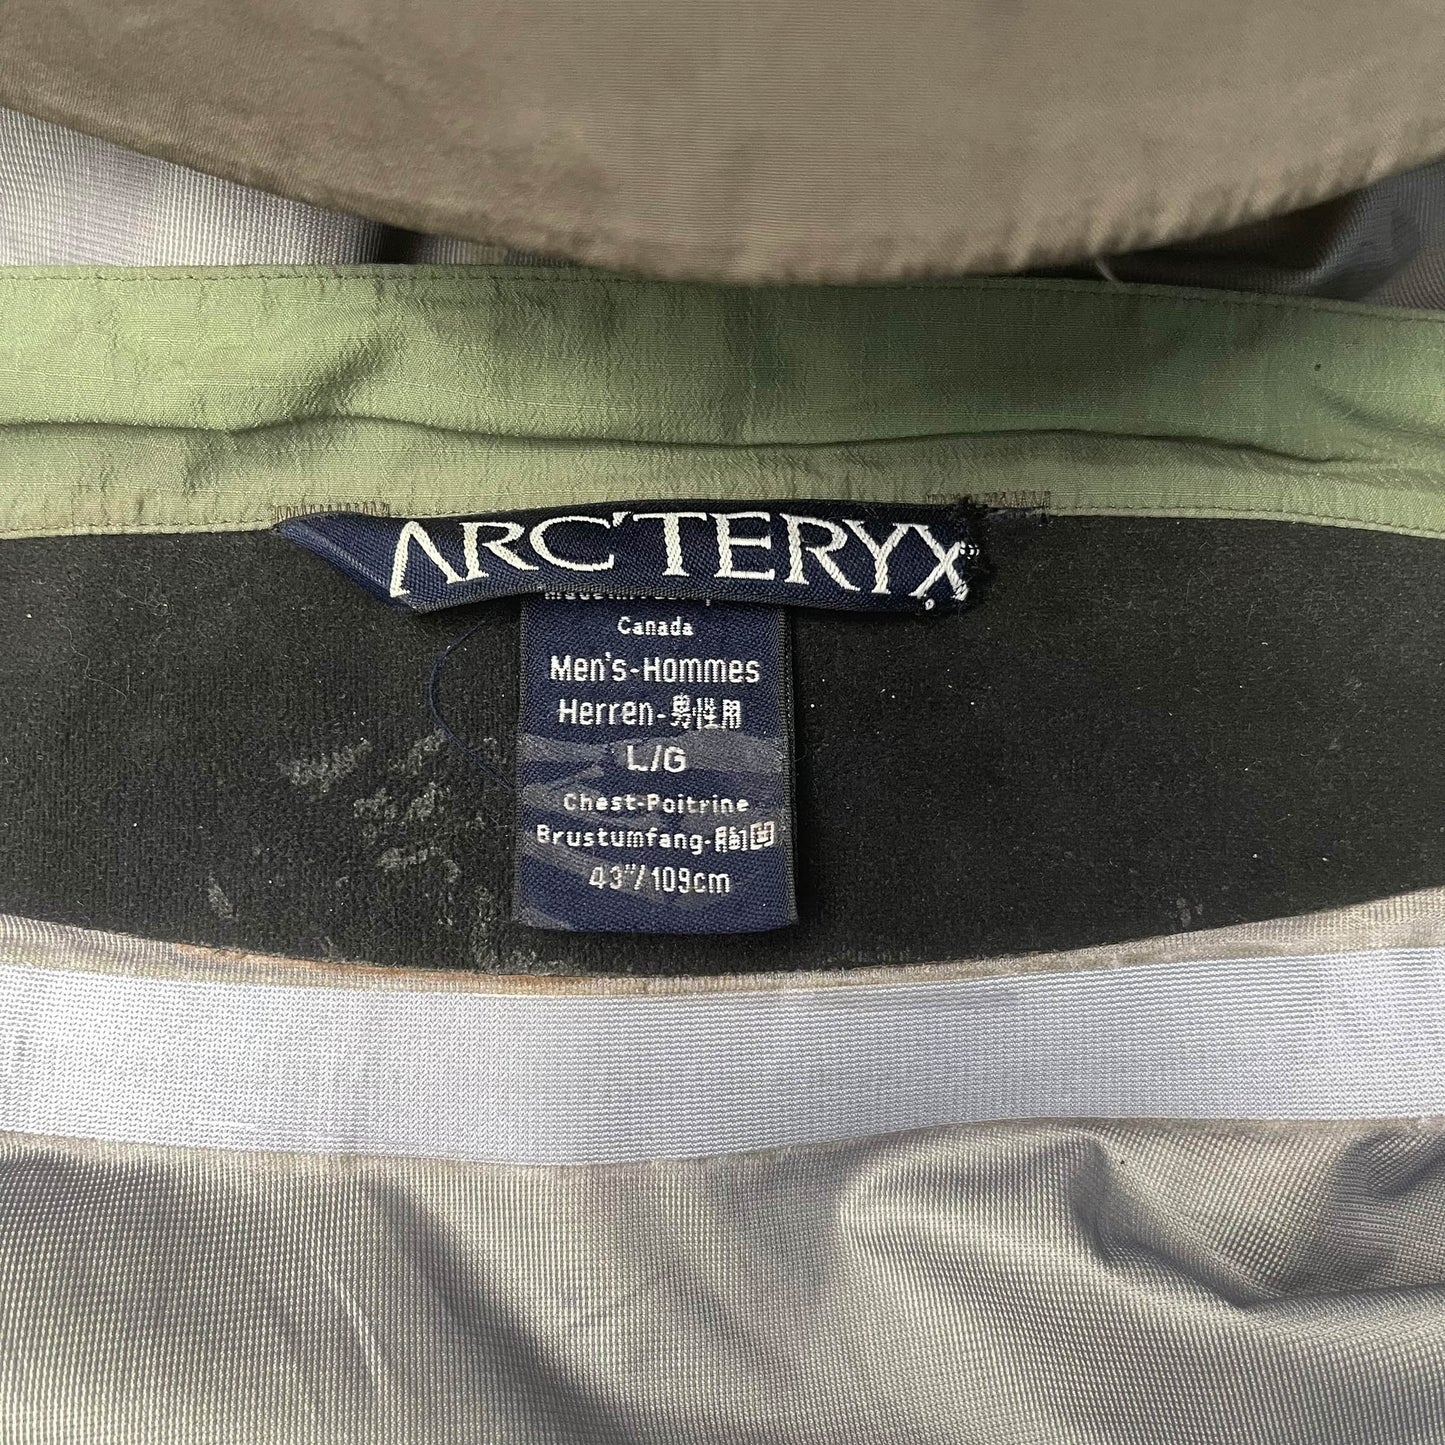 ARC'TERYX
Canada
Men's-Hommes
Herren-男性用
L/G
Chest-Poitrine
Brustumfang-胸囲
43"/109cm